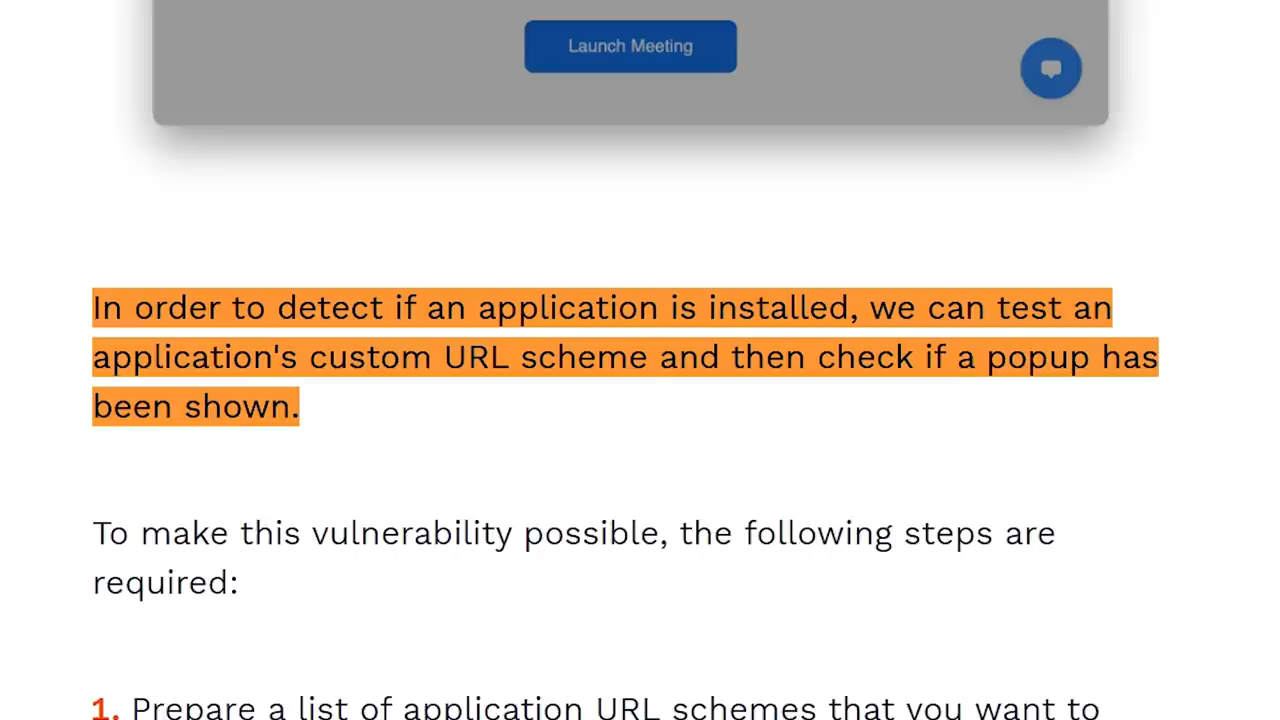 Launch Meeting
In order to detect if an application is installed, we can test an
application's custom URL scheme and then check if a popup has
been shown.
To make this vulnerability possible, the following steps are
required:
1. Prepare a list of application URL schemes that you want to